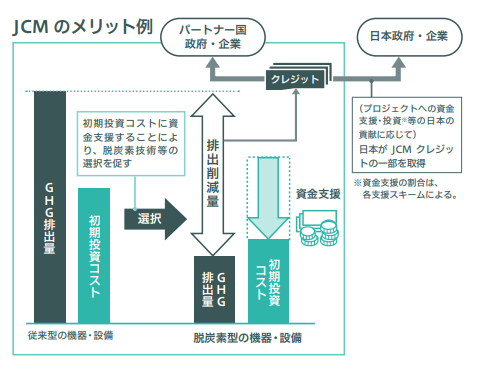 JCM のメリット例
パートナー国
政府・企業
日本政府・企業
クレジット
(プロジェクトへの資金
支援・投資※等の日本の
貢献に応じて)
日本が JCM クレジッ
トの一部を取得
※資金支援の割合は、
各支援スキームによる。
初期投資コストに資
金支援することによ
り、脱炭素技術等の
選択を促す
排出削減量
GHG排出量
初期投資コスト
選択
資金支援
GHG
排出量
初期投資
コスト
従来型の機器・設備
脱炭素型の機器・設備